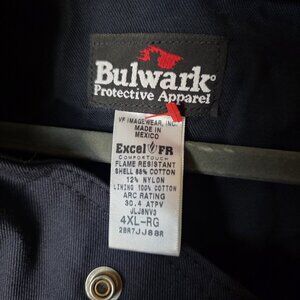 Bulwark®
Protective Apparel
VF IMAGEWEAR, INC.
MADE IN
MEXICO
Excel FR
COMFORTOUCH
FLAME RESISTANT
SHELL 88% COTTON
12% NYLON
LINING 100% COTTON
ARC RATING
30.4 ATPV
JLJ8NV3
4XL-RG
28R7JJ88R